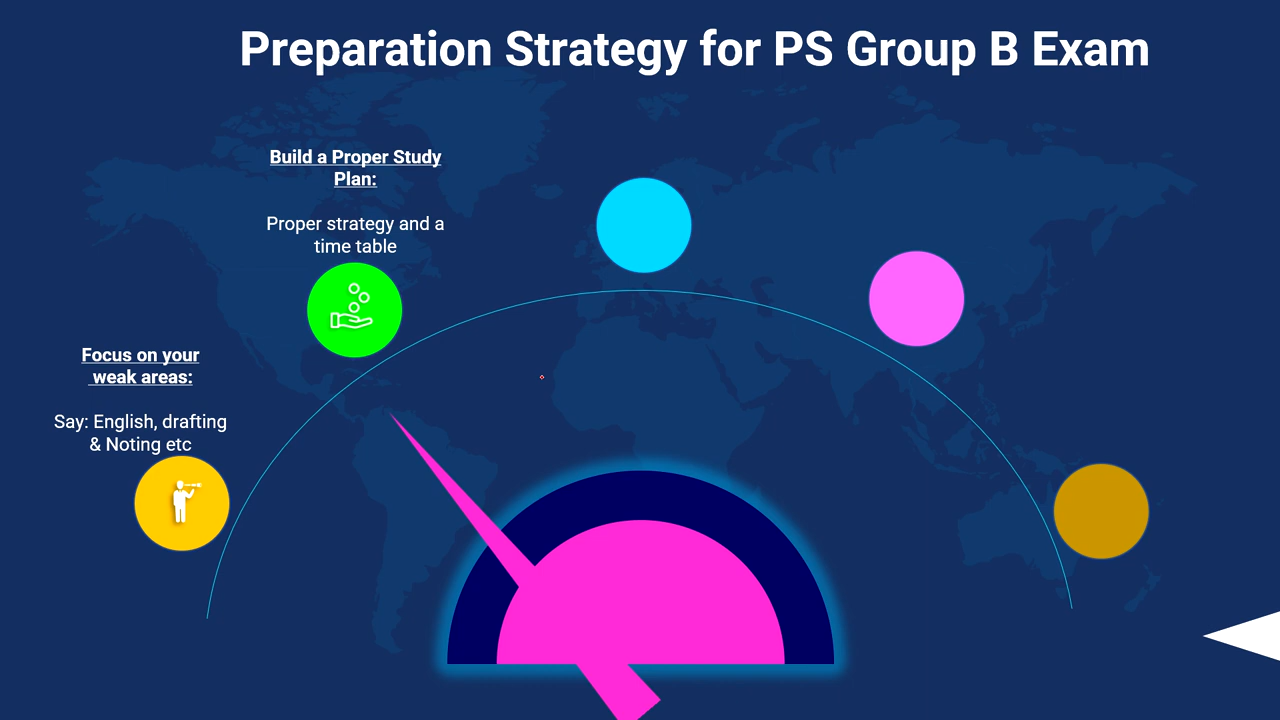 Preparation Strategy for PS Group B Exam
Build a Proper Study
Plan:
Proper strategy and a
time table
Focus on your
weak areas:
Say: English, drafting
& Noting etc